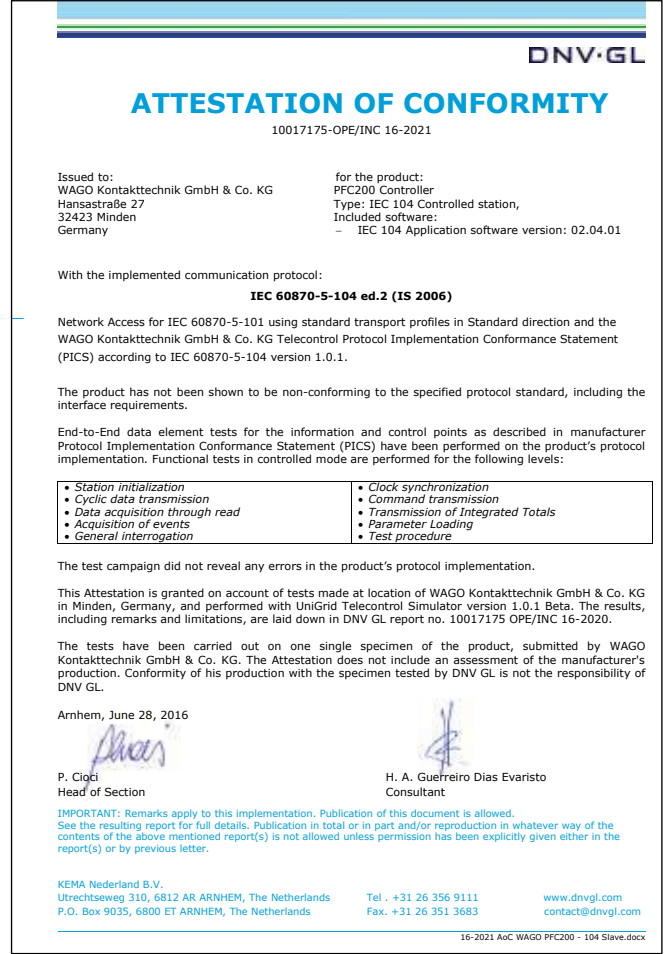 DNV·GL
ATTESTATION OF CONFORMITY
10017175-OPE/INC 16-2021
Issued to:
WAGO Kontakttechnik GmbH & Co. KG
Hansastraße 27
32423 Minden
Germany
for the product:
PFC200 Controller
Type: IEC 104 Controlled station,
Included software:
– IEC 104 Application software version: 02.04.01
With the implemented communication protocol:
IEC 60870-5-104 ed.2 (IS 2006)
Network Access for IEC 60870-5-101 using standard transport profiles in Standard direction and the
WAGO Kontakttechnik GmbH & Co. KG Telecontrol Protocol Implementation Conformance Statement
(PICS) according to IEC 60870-5-104 version 1.0.1.
The product has not been shown to be non-conforming to the specified protocol standard, including the
interface requirements.
End-to-End data element tests for the information and control points as described in manufacturer
Protocol Implementation Conformance Statement (PICS) have been performed on the product's protocol
implementation. Functional tests in controlled mode are performed for the following levels:
• Station initialization
• Cyclic data transmission
• Data acquisition through read
• Acquisition of events
• General interrogation
• Clock synchronization
• Command transmission
• Transmission of Integrated Totals
• Parameter Loading
• Test procedure
The test campaign did not reveal any errors in the product's protocol implementation.
This Attestation is granted on account of tests made at location of WAGO Kontakttechnik GmbH & Co. KG
in Minden, Germany, and performed with UniGrid Telecontrol Simulator version 1.0.1 Beta. The results,
including remarks and limitations, are laid down in DNV GL report no. 10017175 OPE/INC 16-2020.
The tests have been carried out on one single specimen of the product, submitted by WAGO
Kontakttechnik GmbH & Co. KG. The Attestation does not include an assessment of the manufacturer's
production. Conformity of his production with the specimen tested by DNV GL is not the responsibility of
DNV GL.
Arnhem, June 28, 2016
P. Cioci
Head of Section
H. A. Guerreiro Dias Evaristo
Consultant
IMPORTANT: Remarks apply to this implementation. Publication of this document is allowed.
See the resulting report for full details. Publication in total or in part and/or reproduction in whatever way of the
contents of the above mentioned report(s) is not allowed unless permission has been explicitly given either in the
report(s) or by previous letter.
KEMA Nederland B.V.
Utrechtseweg 310, 6812 AR ARNHEM, The Netherlands Tel . +31 26 356 9111 www.dnvgl.com
P.O. Box 9035, 6800 ET ARNHEM, The Netherlands Fax. +31 26 351 3683 contact@dnvgl.com
16-2021 AoC WAGO PFC200 - 104 Slave.docx